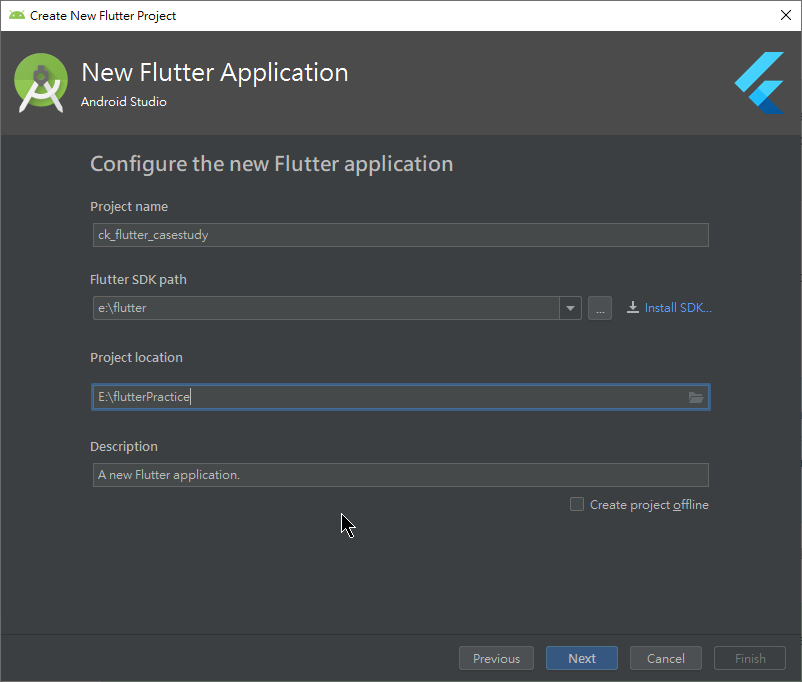 Create New Flutter Project
New Flutter Application
Android Studio
Configure the new Flutter application
Project name
ck_flutter_casestudy
Flutter SDK path
e:\flutter
...
Install SDK...
Project location
E:\flutterPractice
Description
A new Flutter application.
Create project offline
Previous
Next
Cancel
Finish